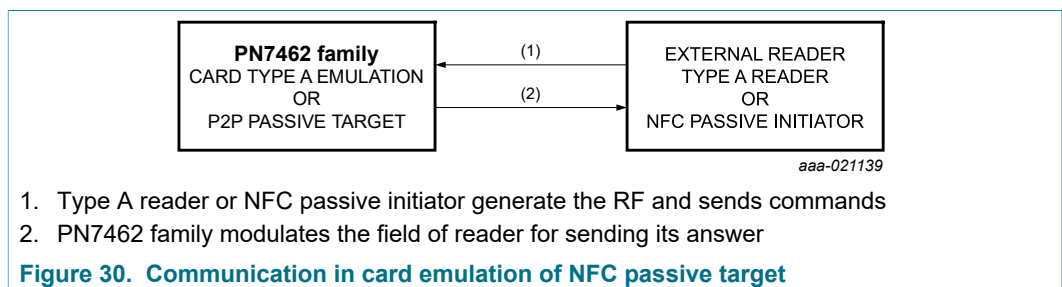 PN7462 family
CARD TYPE A EMULATION
OR
P2P PASSIVE TARGET
(1)
(2)
EXTERNAL READER
TYPE A READER
OR
NFC PASSIVE INITIATOR
aaa-021139
1. Type A reader or NFC passive initiator generate the RF and sends commands
2. PN7462 family modulates the field of reader for sending its answer
Figure 30. Communication in card emulation of NFC passive target